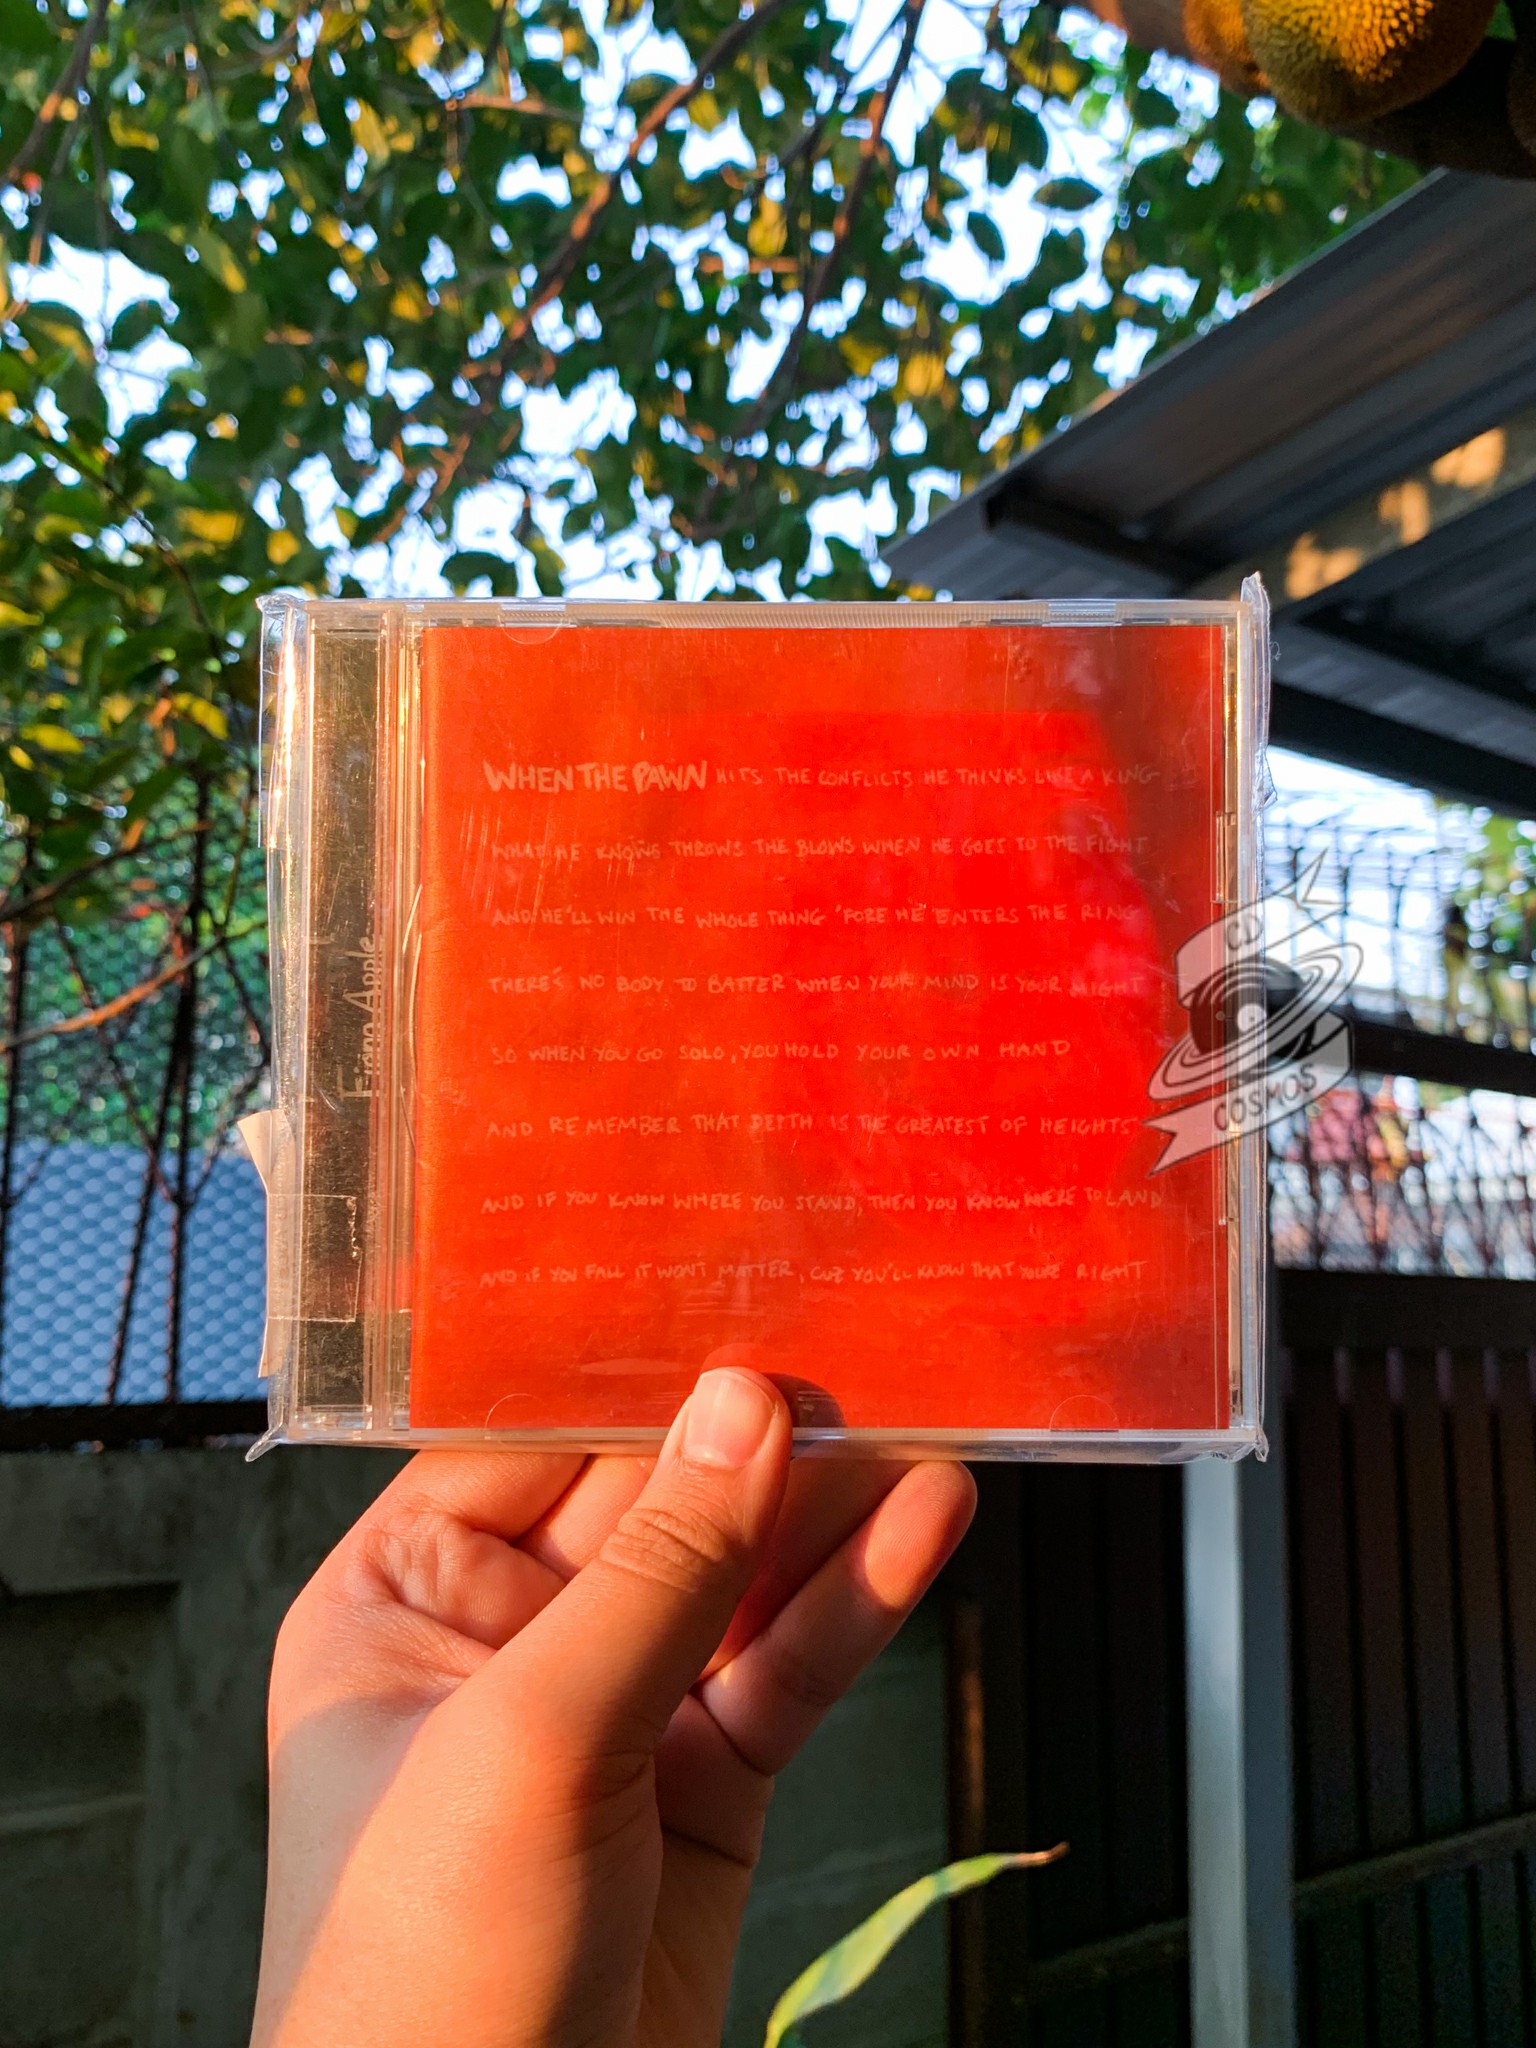 WHEN THE PAWN HITS THE CONFLICTS HE THINKS LIKE A KING
WHAT HE KNOWS THROWS THE BLOWS WHEN HE GOES TO THE FIGHT
AND HE'LL WIN THE WHOLE THING 'FORE HE ENTERS THE RING
THERE'S NO BODY TO BATTER WHEN YOUR MIND IS YOUR MIGHT
SO WHEN YOU GO SOLO, YOU HOLD YOUR OWN HAND
AND REMEMBER THAT DEPTH IS THE GREATEST OF HEIGHTS
AND IF YOU KNOW WHERE YOU STAND, THEN YOU KNOW WHERE TO LAND
AND IF YOU FALL IT WON'T MATTER, CUZ YOU'LL KNOW THAT YOU'RE RIGHT
Fiona Apple
CD
COSMOS